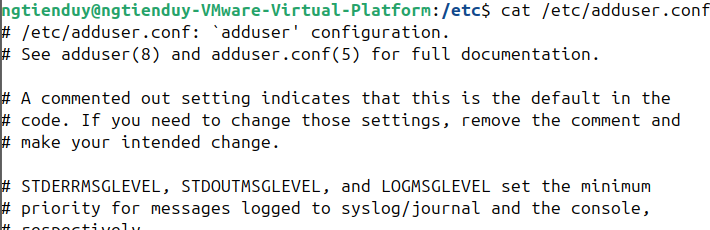 ngtienduy@ngtienduy-VMware-Virtual-Platform:/etc$ cat /etc/adduser.conf
# /etc/adduser.conf: `adduser' configuration.
# See adduser(8) and adduser.conf(5) for full documentation.
# A commented out setting indicates that this is the default in the
# code. If you need to change those settings, remove the comment and
# make your intended change.
# STDERRMSGLEVEL, STDOUTMSGLEVEL, and LOGMSGLEVEL set the minimum
# priority for messages logged to syslog/journal and the console,
# respectively